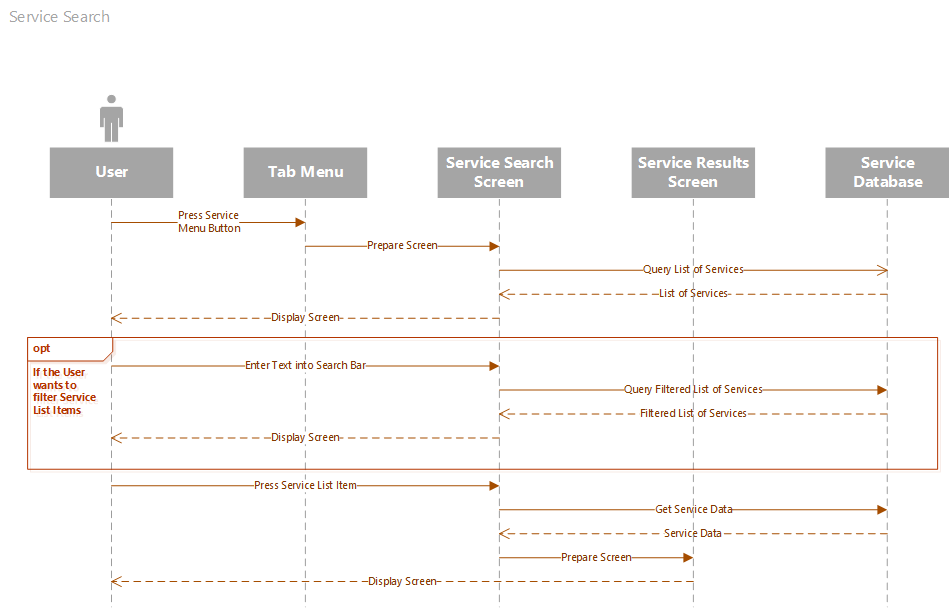 Service Search
User
Tab Menu
Service Search
Screen
Service Results
Screen
Service
Database
Press Service
Menu Button
Prepare Screen
Query List of Services
List of Services
Display Screen
opt
If the User
wants to
filter Service
List Items
Enter Text into Search Bar
Query Filtered List of Services
Filtered List of Services
Display Screen
Press Service List Item
Get Service Data
Service Data
Prepare Screen
Display Screen